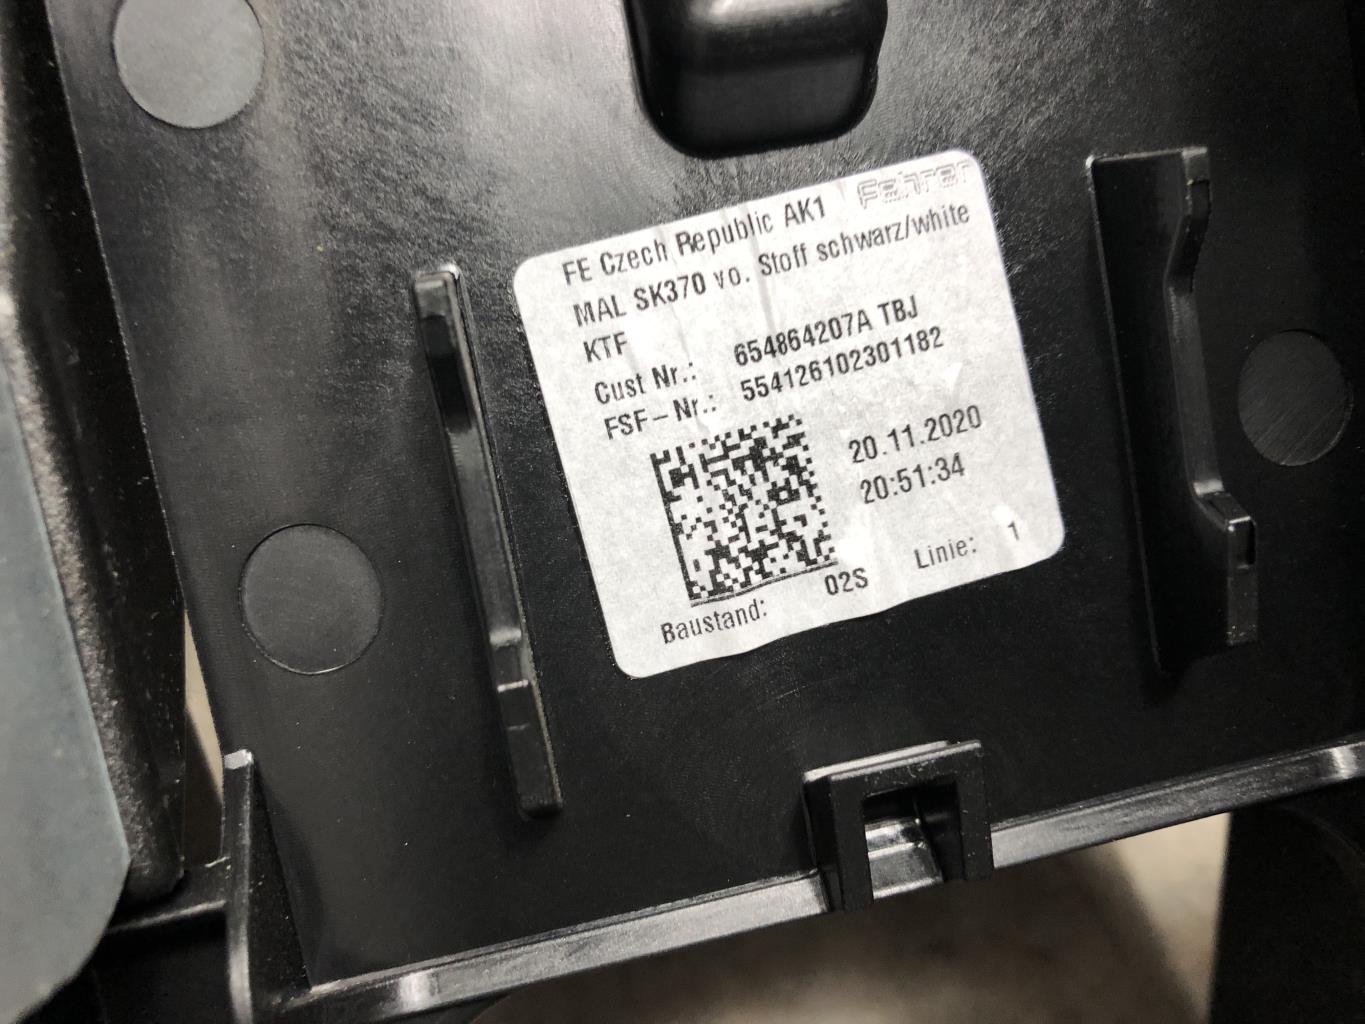 Fehrer
FE Czech Republic AK1
MAL SK370 vo. Stoff schwarz/white
KTF
Cust Nr.: 654864207A TBJ
FSF-Nr.: 554126102301182
20.11.2020
20:51:34
Baustand: 02S Linie: 1